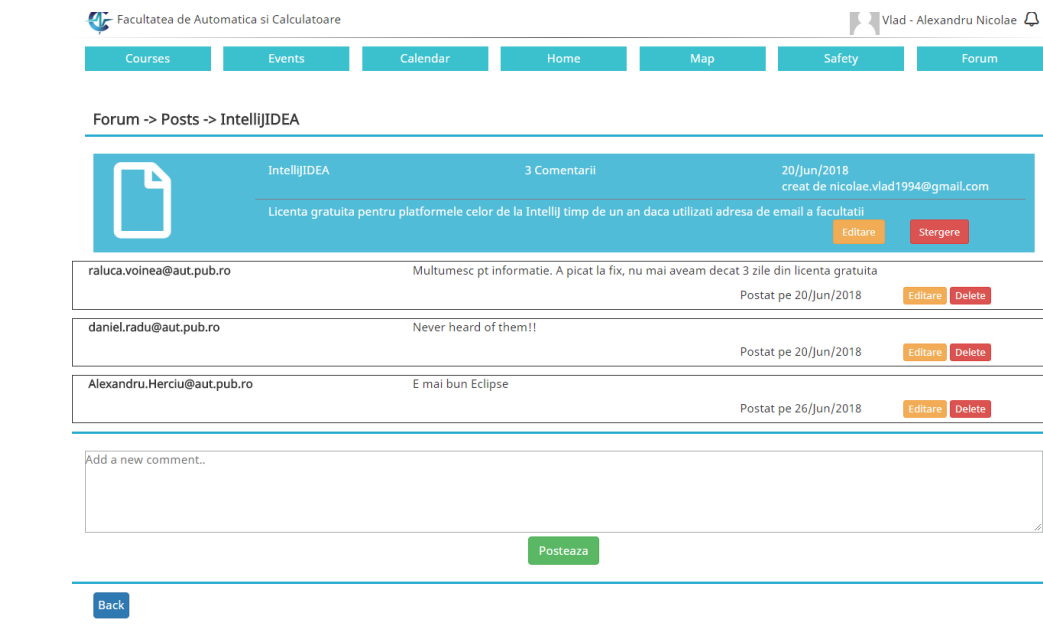 Facultatea de Automatica si Calculatoare
Vlad - Alexandru Nicolae
Courses Events Calendar Home Map Safety Forum
Forum -> Posts -> IntelliJIDEA
IntelliJIDEA 3 Comentarii 20/Jun/2018
creat de nicolae.vlad1994@gmail.com
Licenta gratuita pentru platformele celor de la IntelliJ timp de un an daca utilizati adresa de email a facultatii
Editare Stergere
raluca.voinea@aut.pub.ro Multumesc pt informatie. A picat la fix, nu mai aveam decat 3 zile din licenta gratuita
Postat pe 20/Jun/2018 Editare Delete
daniel.radu@aut.pub.ro Never heard of them!!
Postat pe 20/Jun/2018 Editare Delete
Alexandru.Herciu@aut.pub.ro E mai bun Eclipse
Postat pe 26/Jun/2018 Editare Delete
Add a new comment..
Posteaza
Back